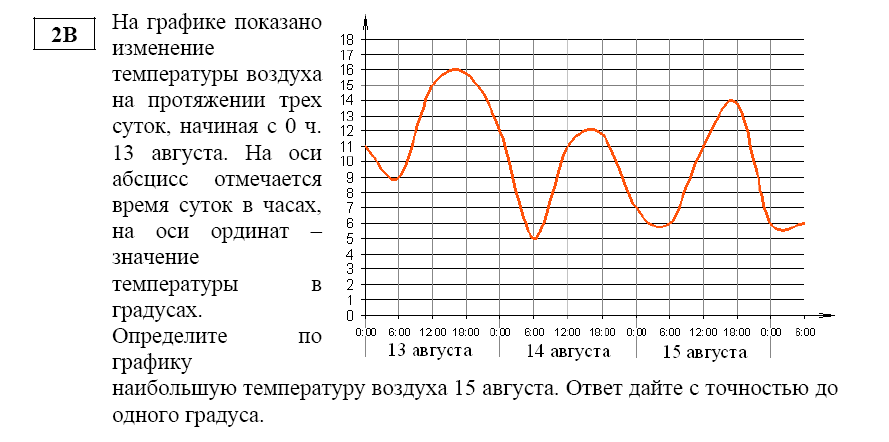 2В
На графике показано
изменение
температуры воздуха
на протяжении трех
суток, начиная с 0 ч.
13 августа. На оси
абсцисс отмечается
время суток в часах,
на оси ординат –
значение
температуры в
градусах.
Определите по
графику
наибольшую температуру воздуха 15 августа. Ответ дайте с точностью до
одного градуса.
18
17
16
15
14
13
12
11
10
9
8
7
6
5
4
3
2
1
0
0:00 6:00 12:00 18:00 0:00 6:00 12:00 18:00 0:00 6:00 12:00 18:00 0:00 6:00
13 августа 14 августа 15 августа